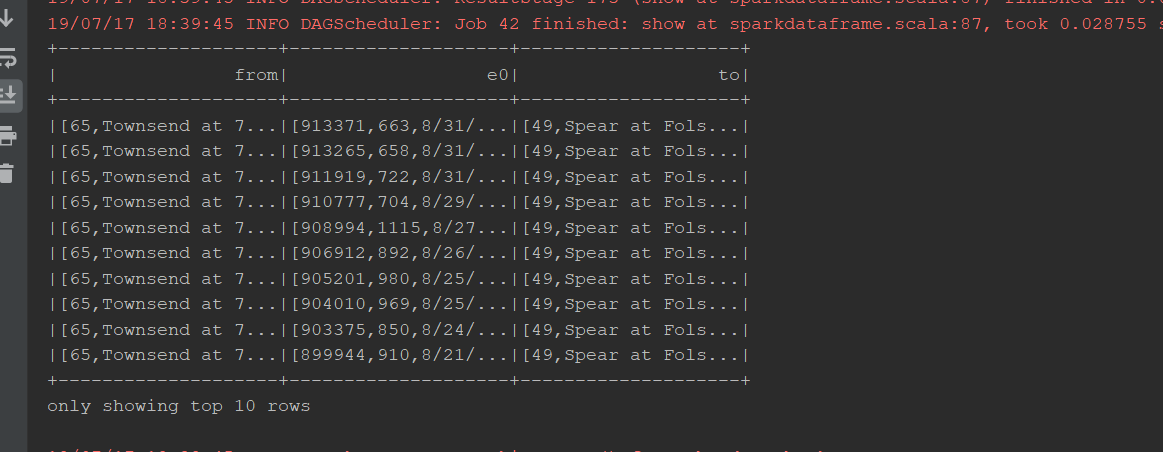 19/07/17 18:39:45 INFO DAGScheduler: Job 42 finished: show at sparkdataframe.scala:87, took 0.028755 s
+--------------------+--------------------+--------------------+
|                from|                  e0|                  to|
+--------------------+--------------------+--------------------+
|[65,Townsend at 7...|[913371,663,8/31/...|[49,Spear at Fols...|
|[65,Townsend at 7...|[913265,658,8/31/...|[49,Spear at Fols...|
|[65,Townsend at 7...|[911919,722,8/31/...|[49,Spear at Fols...|
|[65,Townsend at 7...|[910777,704,8/29/...|[49,Spear at Fols...|
|[65,Townsend at 7...|[908994,1115,8/27...|[49,Spear at Fols...|
|[65,Townsend at 7...|[906912,892,8/26/...|[49,Spear at Fols...|
|[65,Townsend at 7...|[905201,980,8/25/...|[49,Spear at Fols...|
|[65,Townsend at 7...|[904010,969,8/25/...|[49,Spear at Fols...|
|[65,Townsend at 7...|[903375,850,8/24/...|[49,Spear at Fols...|
|[65,Townsend at 7...|[899944,910,8/21/...|[49,Spear at Fols...|
+--------------------+--------------------+--------------------+
only showing top 10 rows